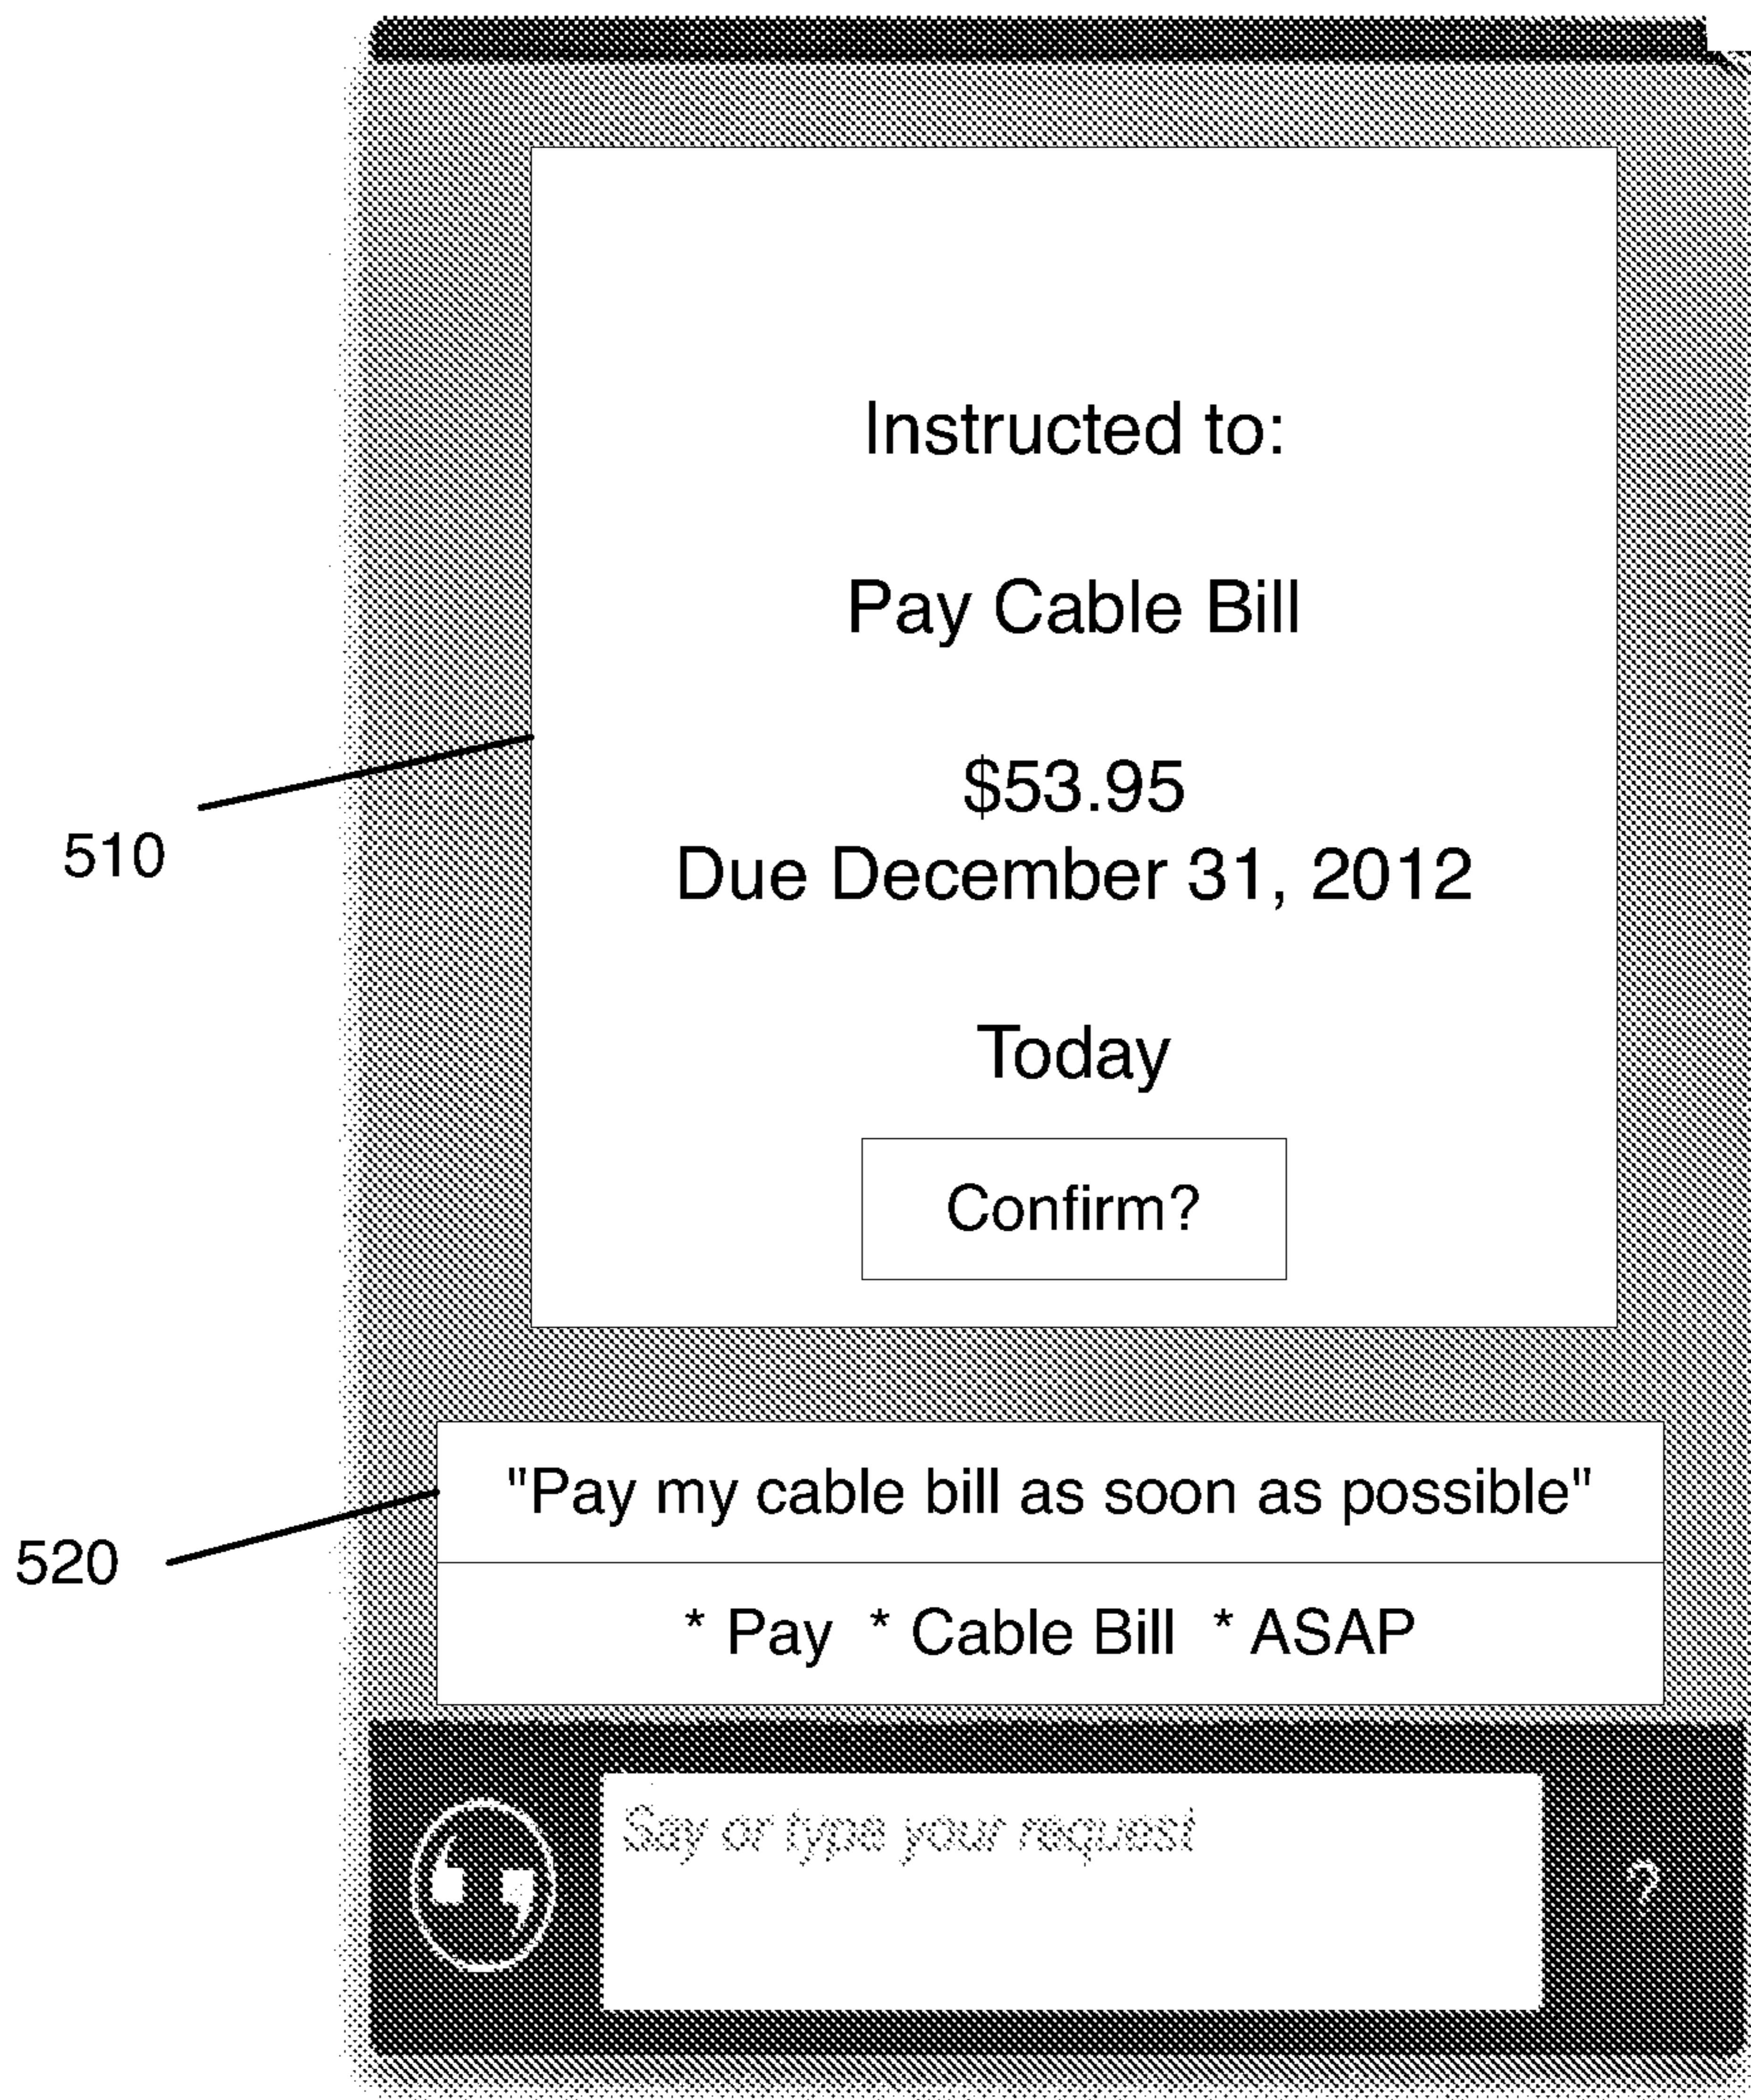 Instructed to:
Pay Cable Bill
$53.95
Due December 31, 2012
Today
Confirm?
510
"Pay my cable bill as soon as possible"
520
* Pay * Cable Bill * ASAP
Say or type your request
?